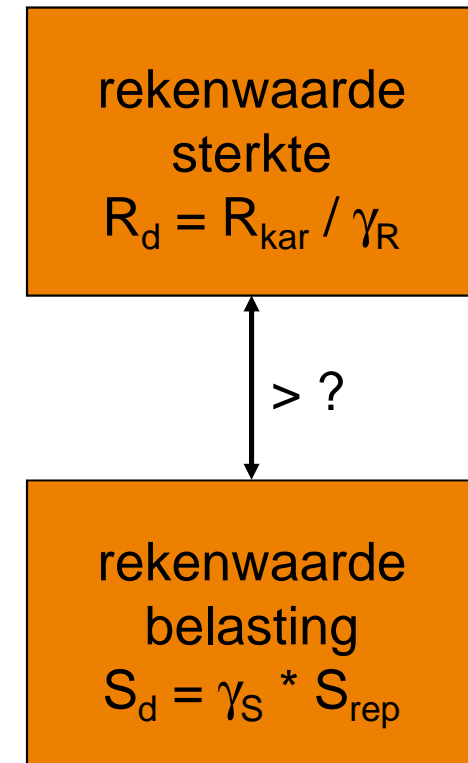 rekenwaarde
sterkte
R_d = R_kar / γ_R
> ?
rekenwaarde
belasting
S_d = γ_S * S_rep